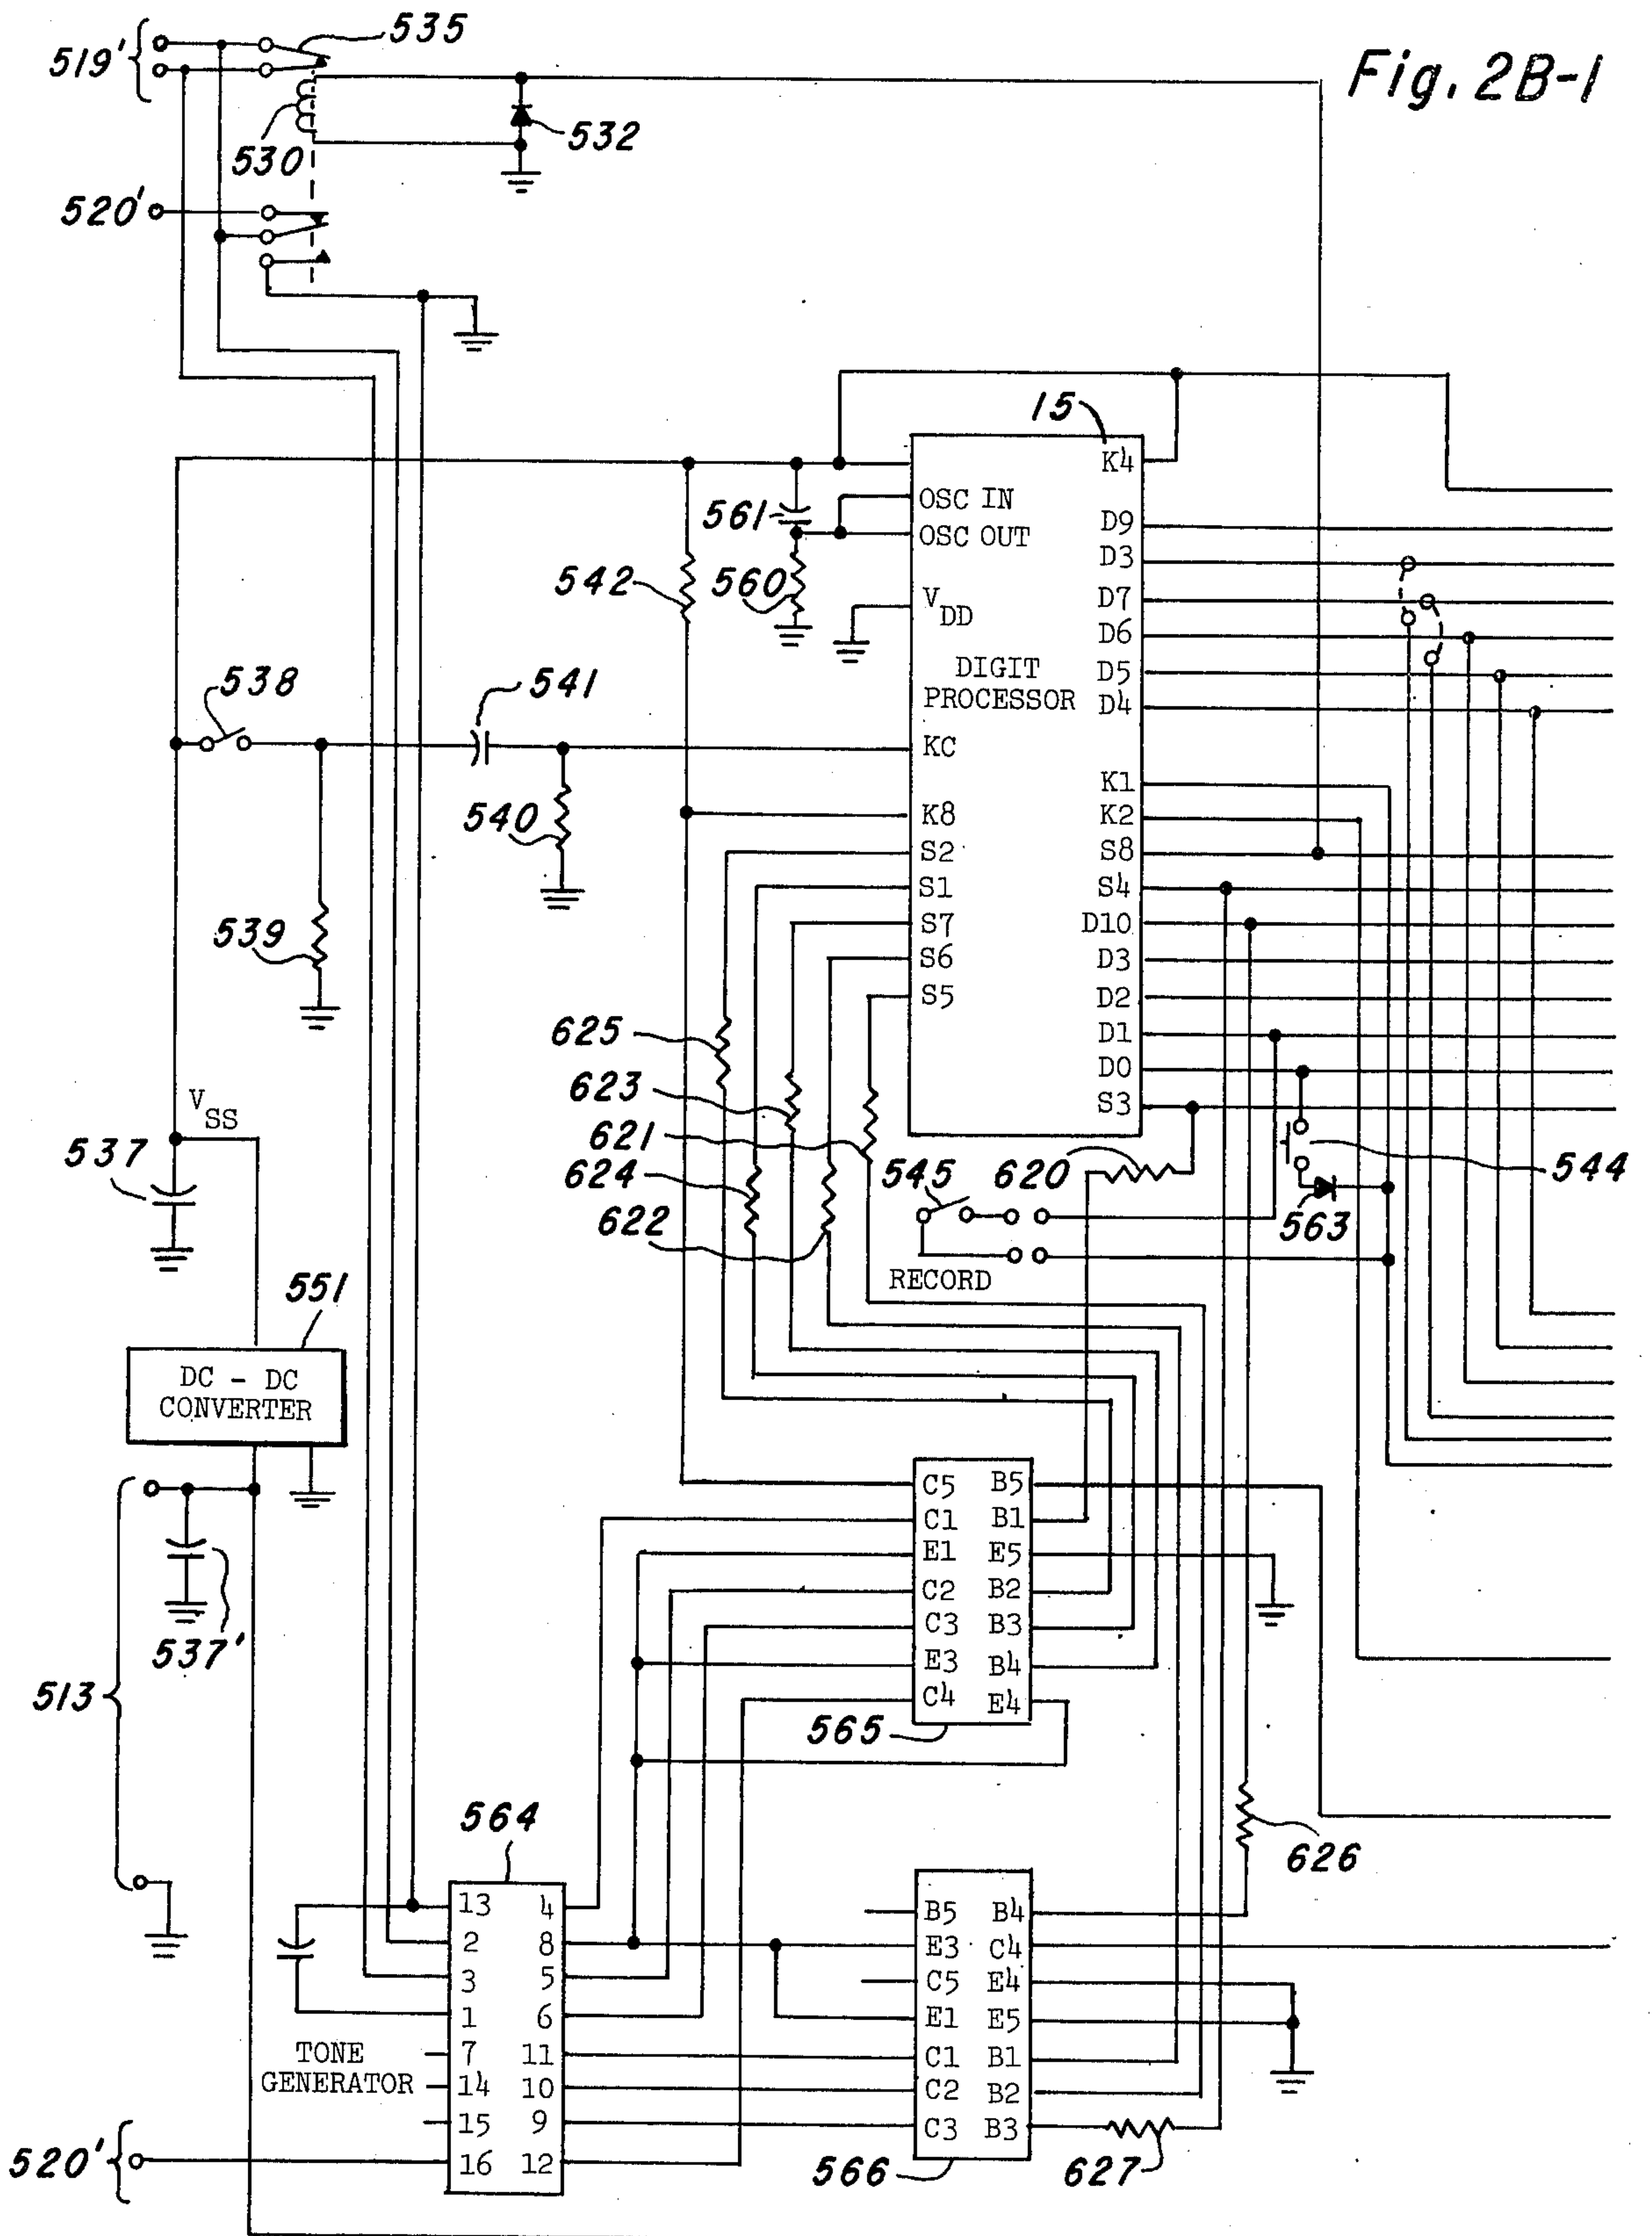 Fig. 2B-1
519'
535
530
532
520'
15
K4
OSC IN
OSC OUT
D9
D3
561
542
560
V DD
D7
D6
D5
D4
DIGIT
PROCESSOR
538
541
KC
K1
540
K8
K2
S2
S8
S1
S4
539
S7
D10
S6
D3
S5
D2
625
D1
623
D0
VSS
S3
621
537
545
620
544
624
622
563
RECORD
551
DC - DC
CONVERTER
C5 B5
C1 B1
E1 E5
C2 B2
C3 B3
537'
E3 B4
513
C4 E4
565
564
626
13 4
B5 B4
2 8
E3 C4
3 5
C5 E4
1 6
E1 E5
TONE
GENERATOR
7 11
C1 B1
14 10
C2 B2
15 9
C3 B3
520'
16 12
566
627